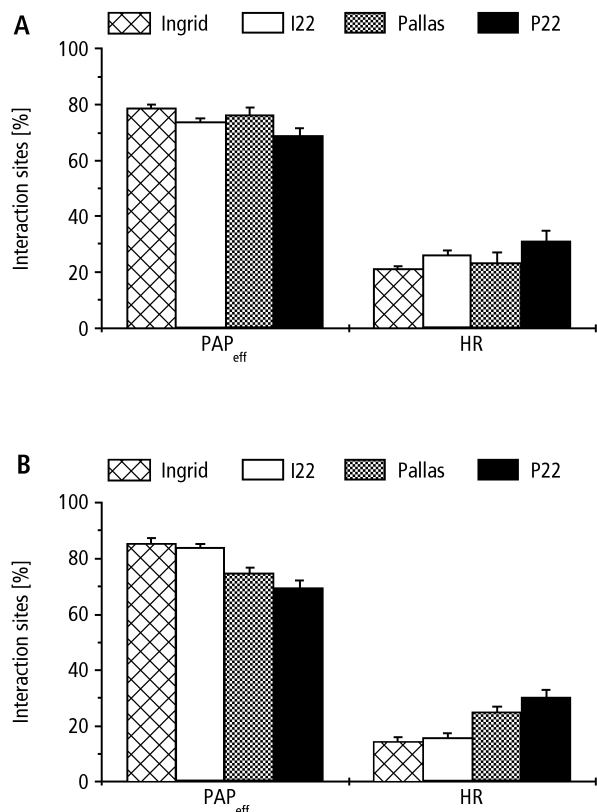 A
Ingrid I22 Pallas P22
Interaction sites [%]
100
80
60
40
20
0
PAPeff HR
B
Ingrid I22 Pallas P22
Interaction sites [%]
100
80
60
40
20
0
PAPeff HR